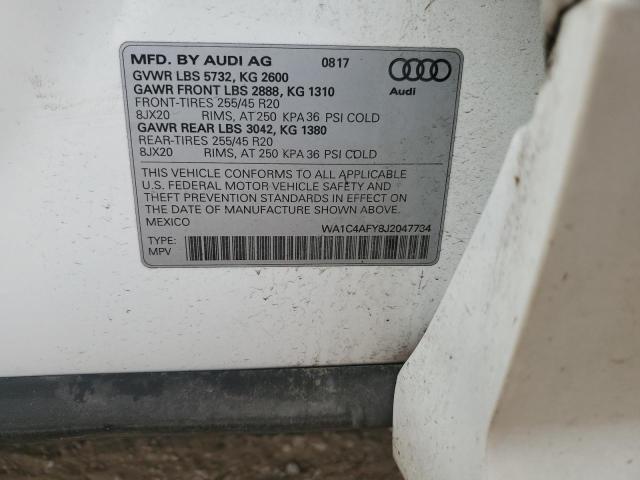 MFD. BY AUDI AG 0817
GVWR LBS 5732, KG 2600
GAWR FRONT LBS 2888, KG 1310
FRONT-TIRES 255/45 R20
8JX20 RIMS, AT 250 KPA 36 PSI COLD
GAWR REAR LBS 3042, KG 1380
REAR-TIRES 255/45 R20
8JX20 RIMS, AT 250 KPA 36 PSI COLD
Audi
THIS VEHICLE CONFORMS TO ALL APPLICABLE
U.S. FEDERAL MOTOR VEHICLE SAFETY AND
THEFT PREVENTION STANDARDS IN EFFECT ON
THE DATE OF MANUFACTURE SHOWN ABOVE.
MEXICO
WA1C4AFY8J2047734
TYPE:
MPV